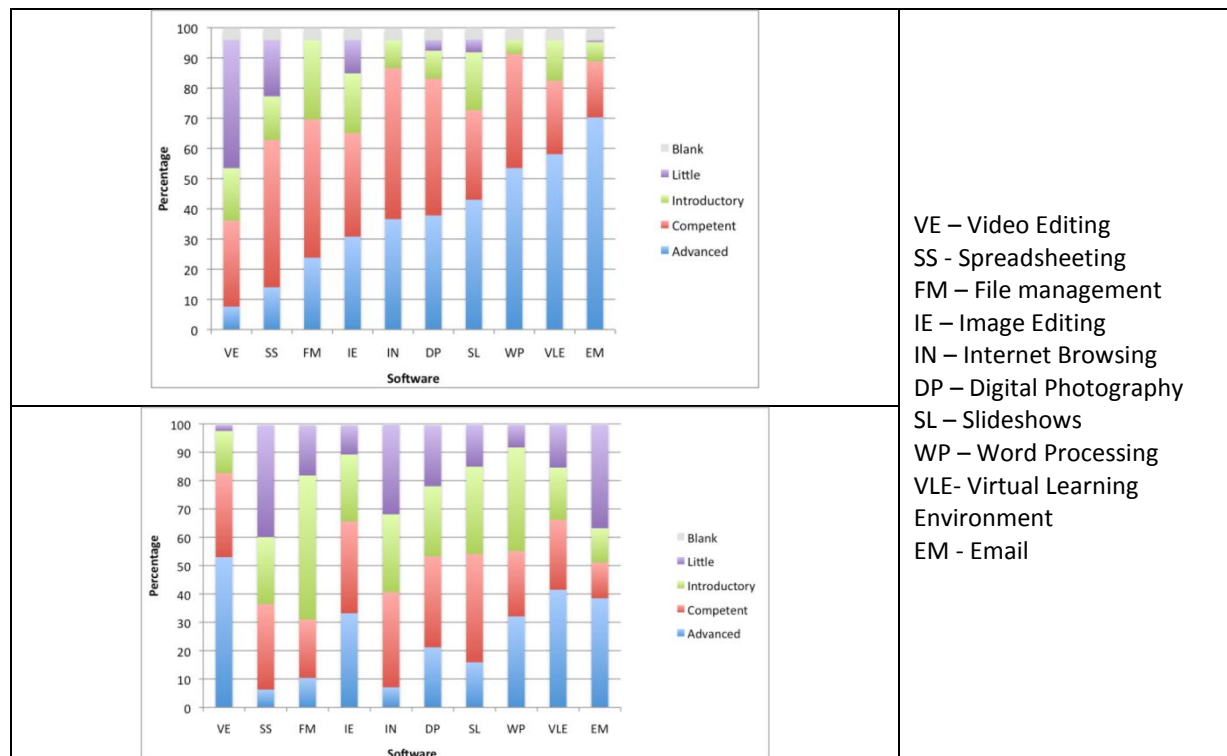 100
90
80
70
60
50
40
30
20
10
0
Percentage
VE SS FM IE IN DP SL WP VLE EM
Software
Blank
Little
Introductory
Competent
Advanced
100
90
80
70
60
50
40
30
20
10
0
Percentage
VE SS FM IE IN DP SL WP VLE EM
Software
Blank
Little
Introductory
Competent
Advanced
VE – Video Editing
SS - Spreadsheeting
FM – File management
IE – Image Editing
IN – Internet Browsing
DP – Digital Photography
SL – Slideshows
WP – Word Processing
VLE- Virtual Learning
Environment
EM - Email